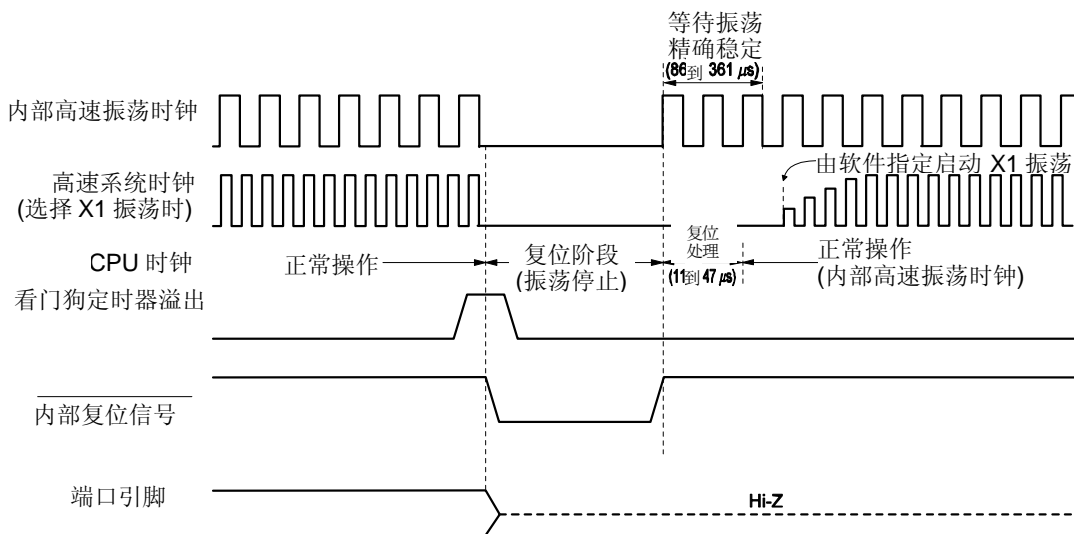 等待振荡
精确稳定
(86到 361 µs)
内部高速振荡时钟
由软件指定启动 X1 振荡
高速系统时钟
(选择 X1 振荡时)
CPU 时钟
正常操作
复位阶段
(振荡停止)
复位
处理
(11到 47 µs)
正常操作
(内部高速振荡时钟)
看门狗定时器溢出
内部复位信号
端口引脚
Hi-Z